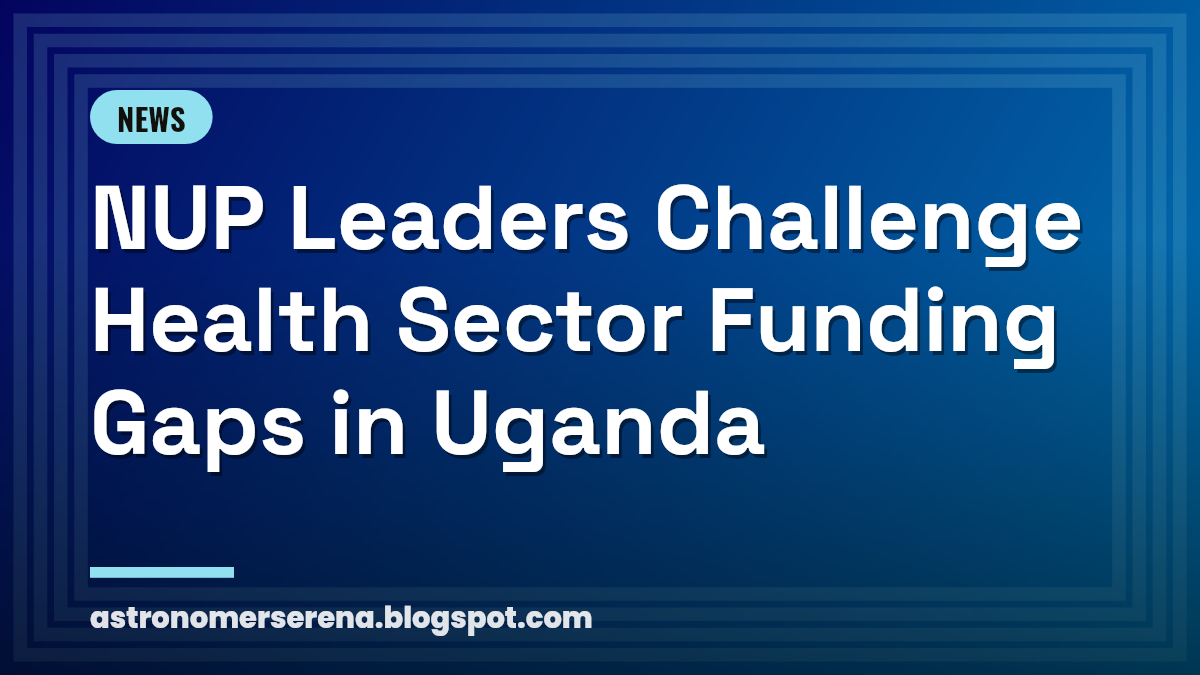 NEWS
NUP Leaders Challenge
Health Sector Funding
Gaps in Uganda
astronomerserena.blogspot.com